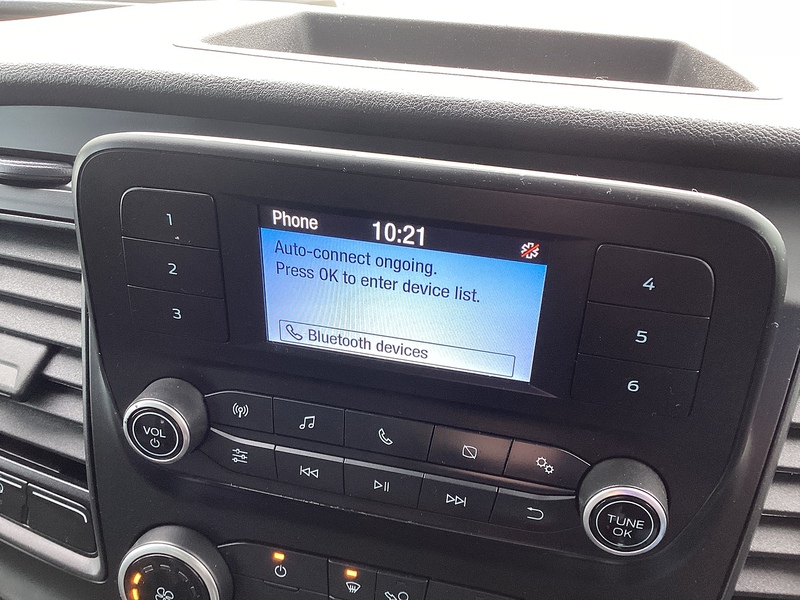 Phone 10:21
Auto-connect ongoing.
Press OK to enter device list.
Bluetooth devices
1
2
3
4
5
6
VOL
TUNE
OK